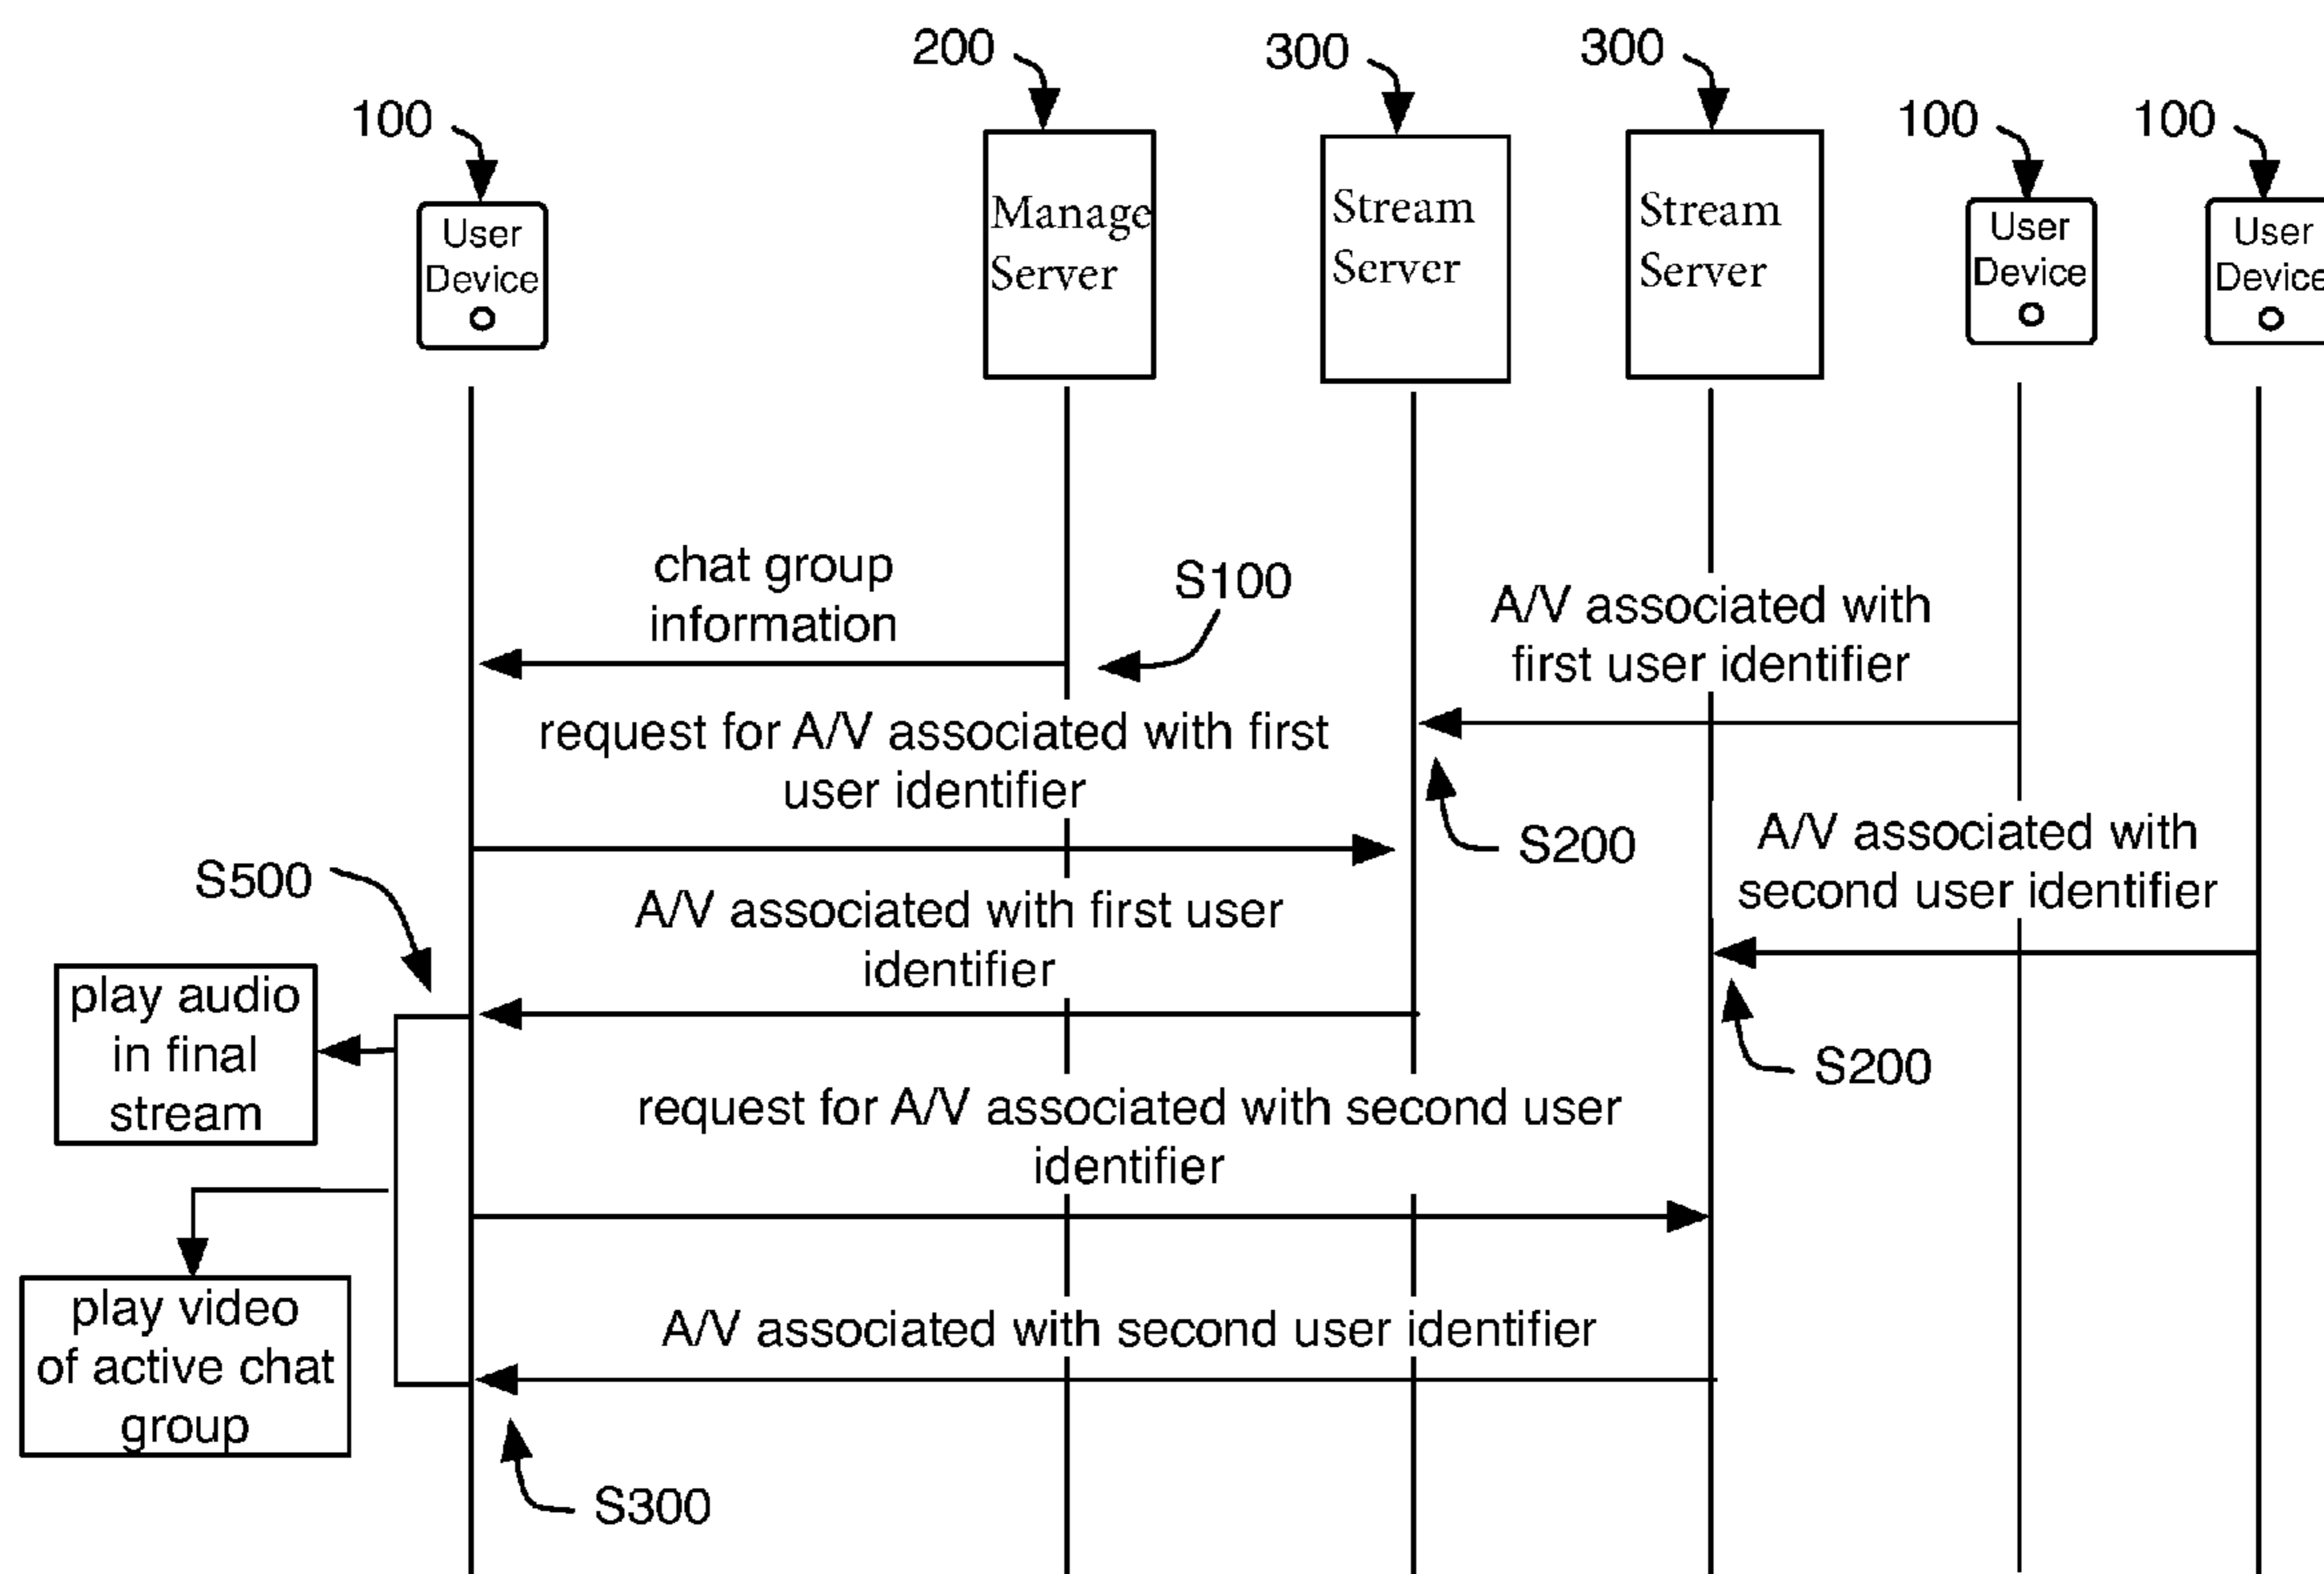 200
300
300
100
100
100
User
Device
Manage
Server
Stream
Server
Stream
Server
User
Device
User
Device
chat group
information
S100
A/V associated with
first user identifier
request for A/V associated with first
user identifier
S200
A/V associated with
second user identifier
S500
A/V associated with first user
identifier
play audio
in final
stream
S200
request for A/V associated with second user
identifier
play video
of active chat
group
A/V associated with second user identifier
S300